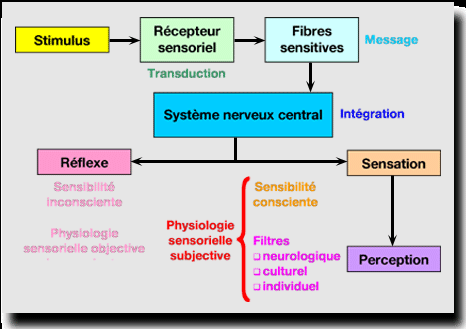 Stimulus
Récepteur
sensoriel
Fibres
sensitives
Message
Transduction
Système nerveux central
Intégration
Réflexe
Sensation
Sensibilité
inconsciente
Physiologie
sensorielle objective
Physiologie
sensorielle
subjective
Sensibilité
consciente
Filtres
neurologique
culturel
individuel
Perception